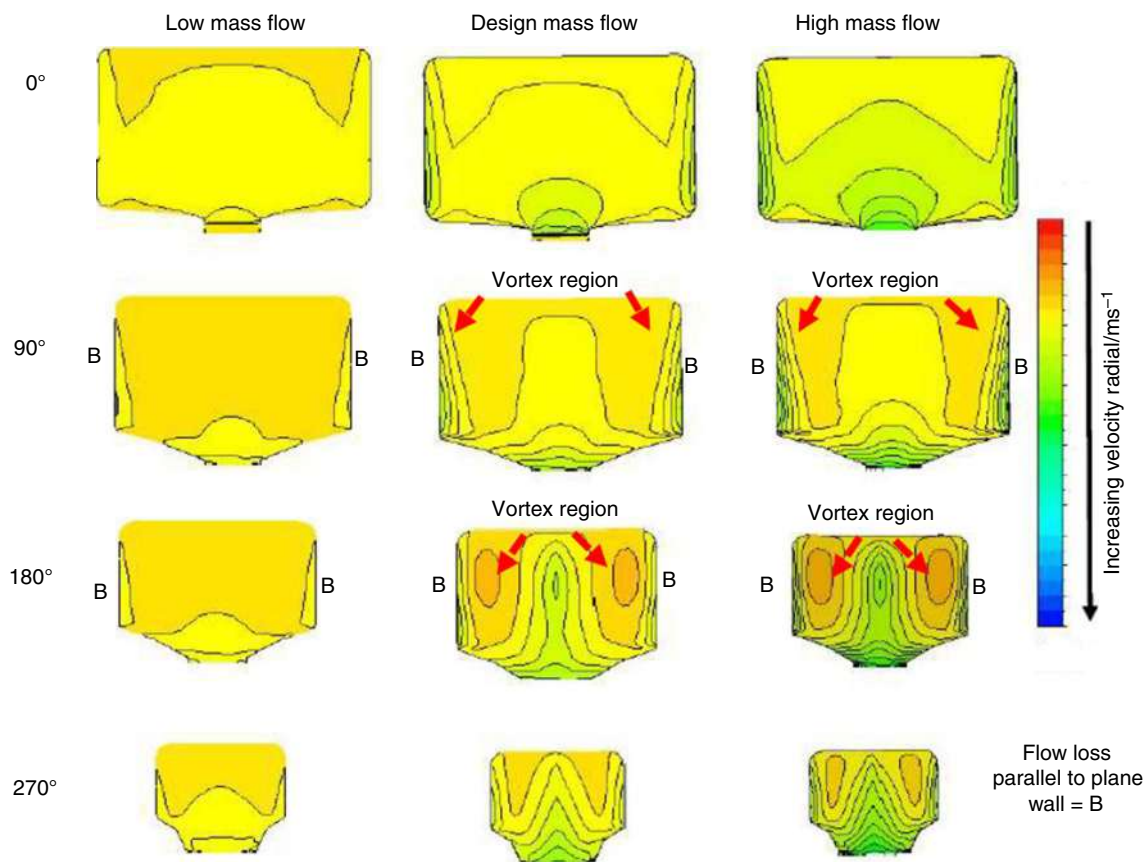 Low mass flow
Design mass flow
High mass flow
0°
Vortex region
Vortex region
90°
B
B
B
B
Vortex region
Vortex region
180°
B
B
B
B
Increasing velocity radial/ms⁻¹
270°
Flow loss
parallel to plane
wall = B